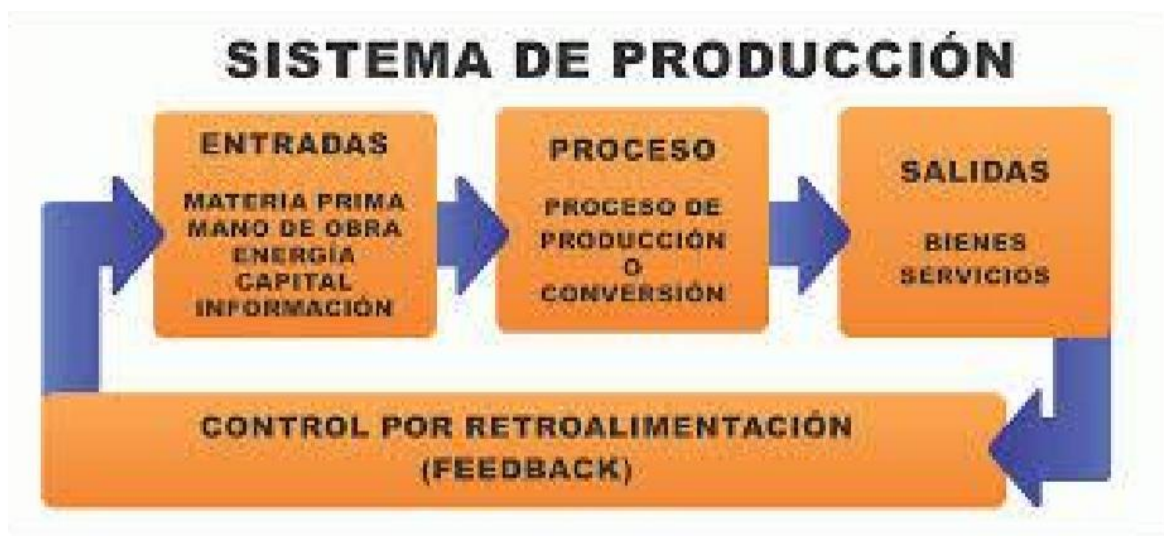 SISTEMA DE PRODUCCIÓN
ENTRADAS
MATERIA PRIMA
MANO DE OBRA
ENERGÍA
CAPITAL
INFORMACIÓN
PROCESO
PROCESO DE
PRODUCCIÓN
O
CONVERSIÓN
SALIDAS
BIENES
SERVICIOS
CONTROL POR RETROALIMENTACIÓN
(FEEDBACK)